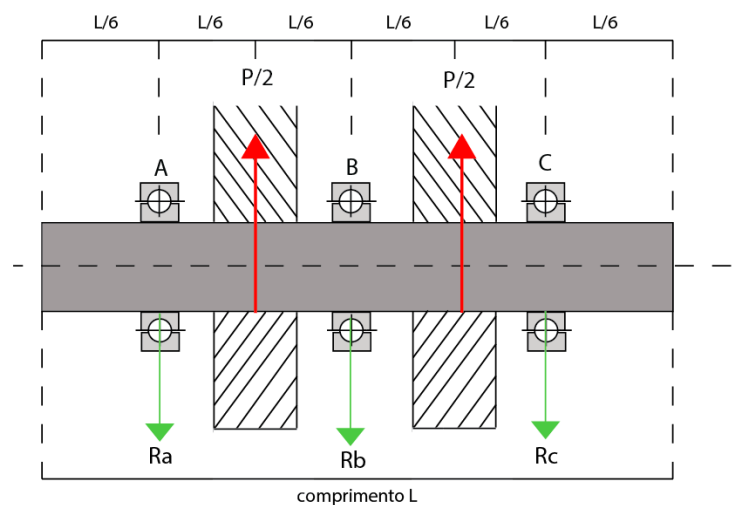 L/6 L/6 L/6 L/6 L/6 L/6
P/2 P/2
A B C
Ra Rb Rc
comprimento L